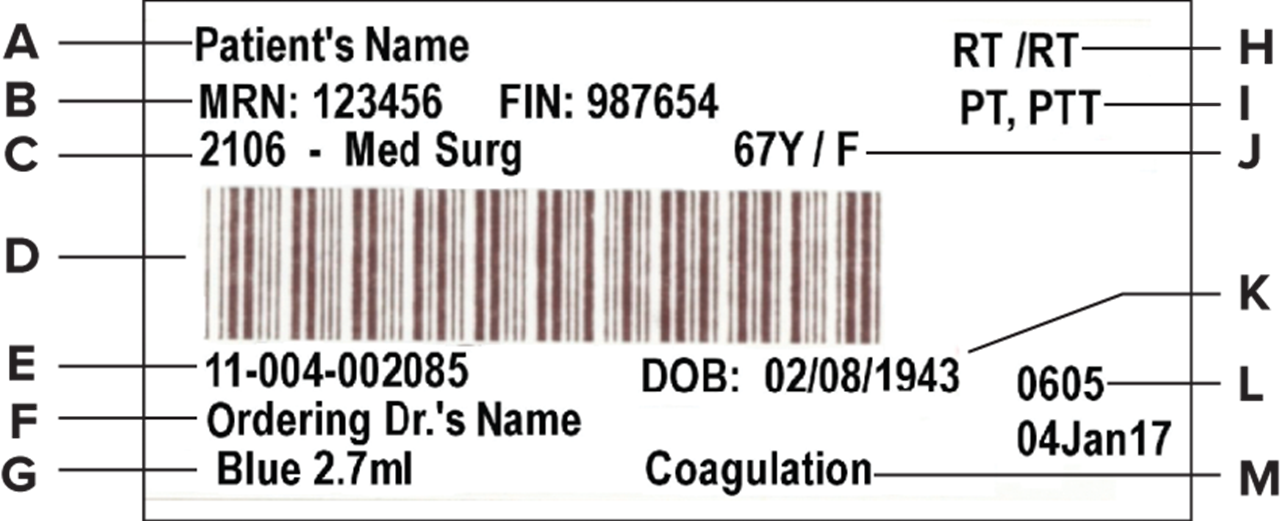 A Patient's Name RT /RT H
B MRN: 123456 FIN: 987654 PT, PTT I
C 2106 - Med Surg 67Y / F J
D
K
E 11-004-002085 DOB: 02/08/1943 0605 L
F Ordering Dr.'s Name 04Jan17
G Blue 2.7ml Coagulation M